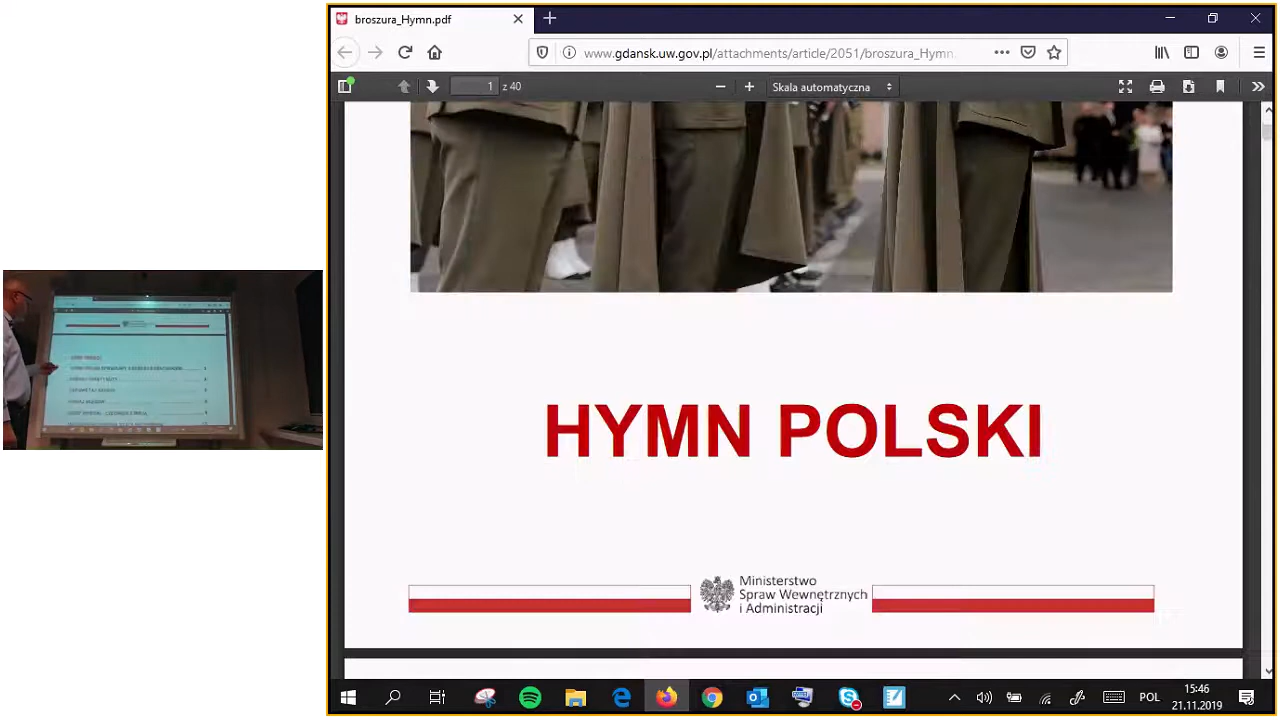 broszura_Hymn.pdf
www.gdansk.uw.gov.pl/attachments/article/2051/broszura_Hymn.
1 z 40
Skala automatyczna
HYMN POLSKI
Ministerstwo
Spraw Wewnętrznych
i Administracji
POL
15:46
21.11.2019